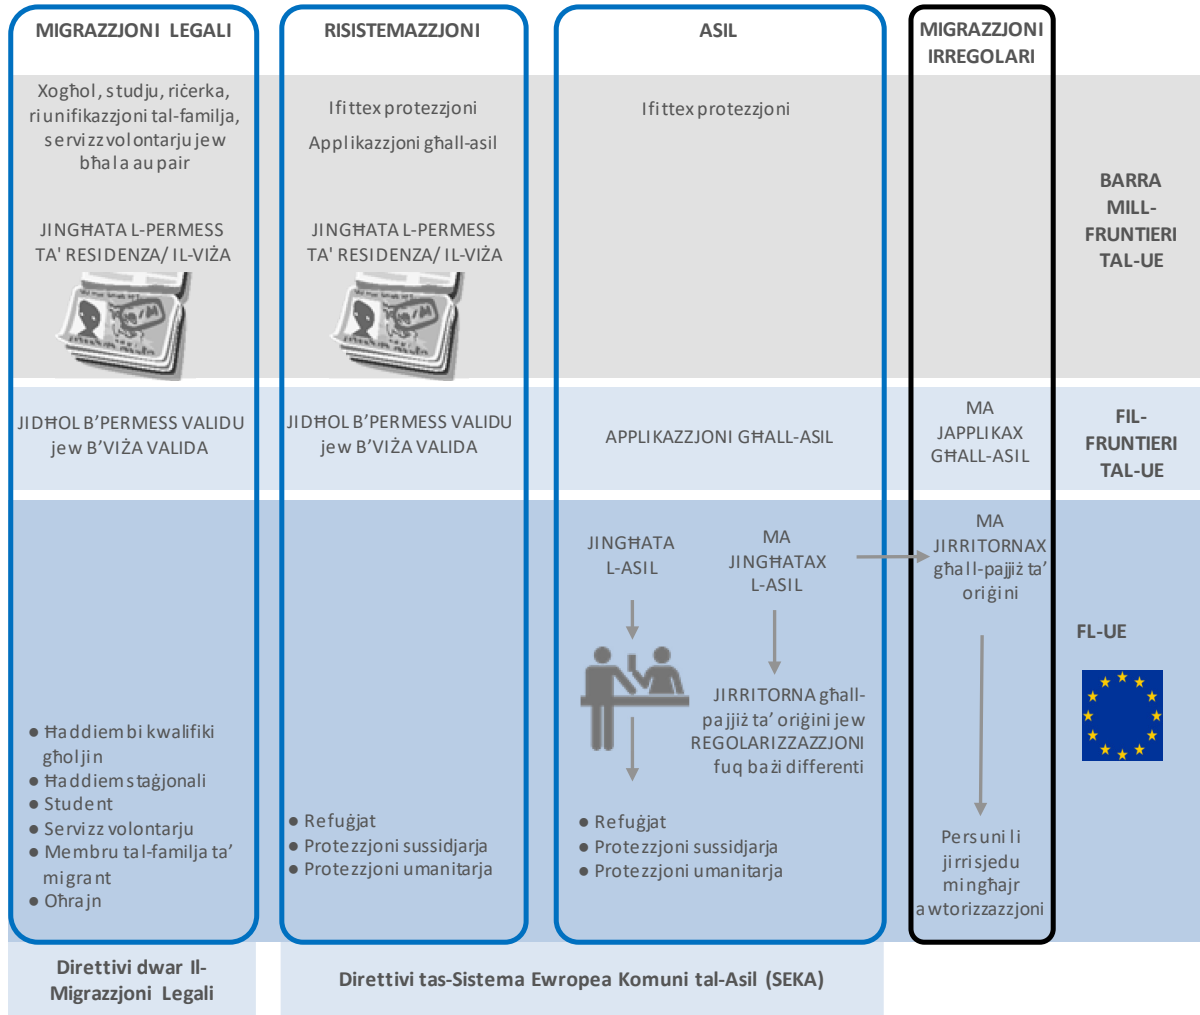 MIGRAZZJONI LEGALI
Xogħol, studju, riċerka,
riunifikazzjoni tal-familja,
servizz volontarju jew
bħala au pair
JINGĦATA L-PERMESS
TA' RESIDENZA/ IL-VIŻA
JIDĦOL B’PERMESS VALIDU
jew B’VIŻA VALIDA
● Ħaddiem bi kwalifiki
għoljin
● Ħaddiem staġjonali
● Student
● Servizz volontarju
● Membru tal-familja ta’
migrant
● Oħrajn
Direttivi dwar Il-
Migrazzjoni Legali
RISISTEMAZZJONI
Ifittex protezzjoni
Applikazzjoni għall-asil
JINGĦATA L-PERMESS
TA' RESIDENZA/ IL-VIŻA
JIDĦOL B’PERMESS VALIDU
jew B’VIŻA VALIDA
● Refuġjat
● Protezzjoni sussidjarja
● Protezzjoni umanitarja
ASIL
Ifittex protezzjoni
APPLIKAZZJONI GĦALL-ASIL
JINGĦATA
L-ASIL
MA
JINGĦATAX
L-ASIL
JIRRITORNA għall-
pajjiż ta’ oriġini jew
REGOLARIZZAZZJONI
fuq bażi differenti
● Refuġjat
● Protezzjoni sussidjarja
● Protezzjoni umanitarja
Direttivi tas-Sistema Ewropea Komuni tal-Asil (SEKA)
MIGRAZZJONI
IRREGOLARI
MA
JAPPLIKAX
GĦALL-ASIL
MA
JIRRITORNAX
għall-pajjiż ta’
oriġini
Persuni li
jirrisjedu
mingħajr
awtorizzazzjoni
BARRA
MILL-
FRUNTIERI
TAL-UE
FIL-
FRUNTIERI
TAL-UE
FL-UE